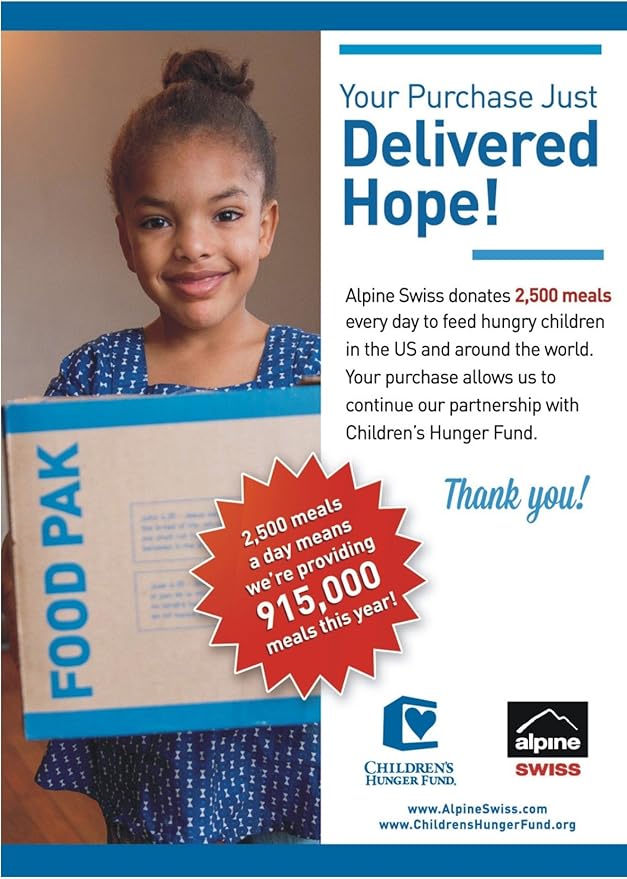 Your Purchase Just
Delivered
Hope!
Alpine Swiss donates 2,500 meals
every day to feed hungry children
in the US and around the world.
Your purchase allows us to
continue our partnership with
Children's Hunger Fund.
Thank you!
FOOD PAK
2,500 meals
a day means
we're providing
915,000
meals this year!
CHILDREN'S
HUNGER FUND.
alpine
SWISS
www.AlpineSwiss.com
www.ChildrensHungerFund.org